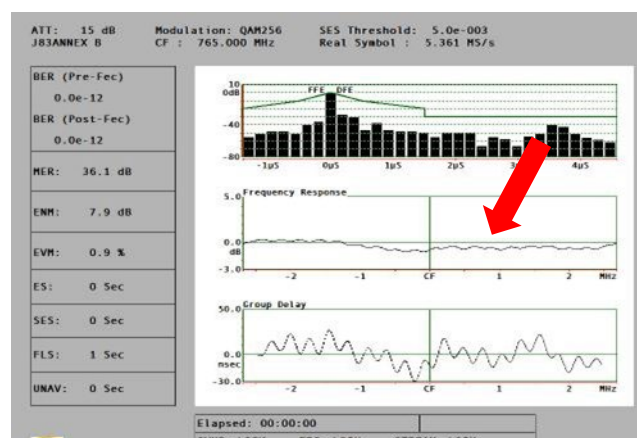 ATT: 15 dB Modulation: QAM256 SES Threshold: 5.0e-003
J83ANNEX B CF : 765.000 MHz Real Symbol : 5.361 MS/s
BER (Pre-Fec)
0.0e-12
BER (Post-Fec)
0.0e-12
MER: 36.1 dB
ENM: 7.9 dB
EVM: 0.9 %
ES: 0 Sec
SES: 0 Sec
FLS: 1 Sec
UNAV: 0 Sec
10
0dB
FFE DFE
-40
-80
-1µS 0µS 1µS 2µS 3 4µS
5.0
Frequency Response
0.0
dB
-3.0
-2 -1 CF 1 2 MHz
50.0
Group Delay
0.0
nsec
-30.0
-2 -1 CF 1 2 MHz
Elapsed: 00:00:00